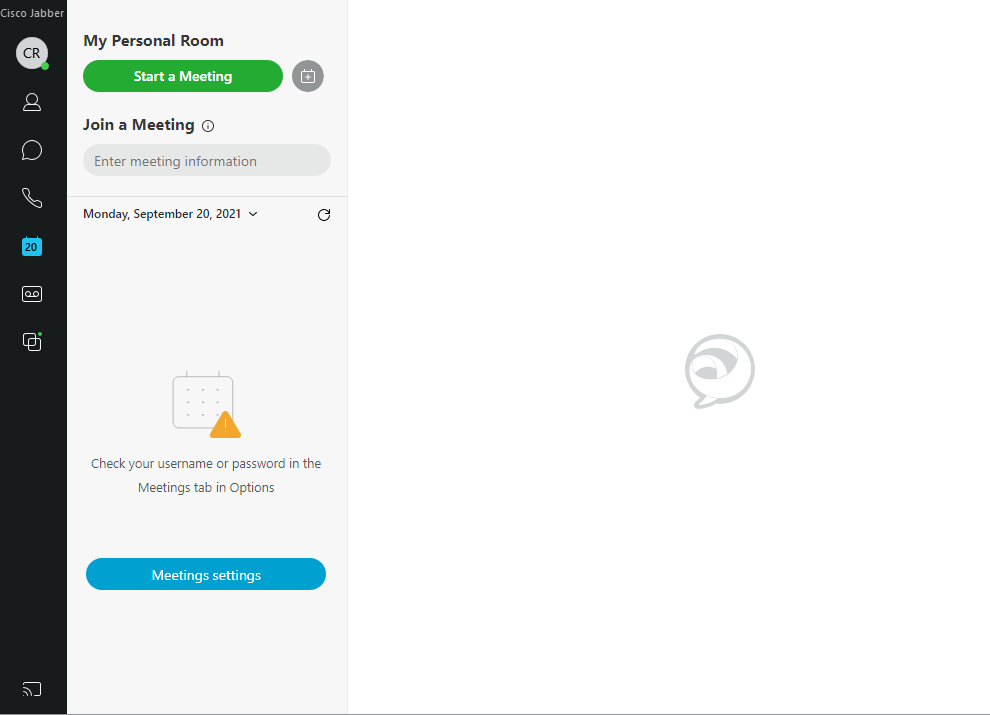 Cisco Jabber
CR
20
My Personal Room
Start a Meeting
Join a Meeting
Enter meeting information
Monday, September 20, 2021
Check your username or password in the
Meetings tab in Options
Meetings settings